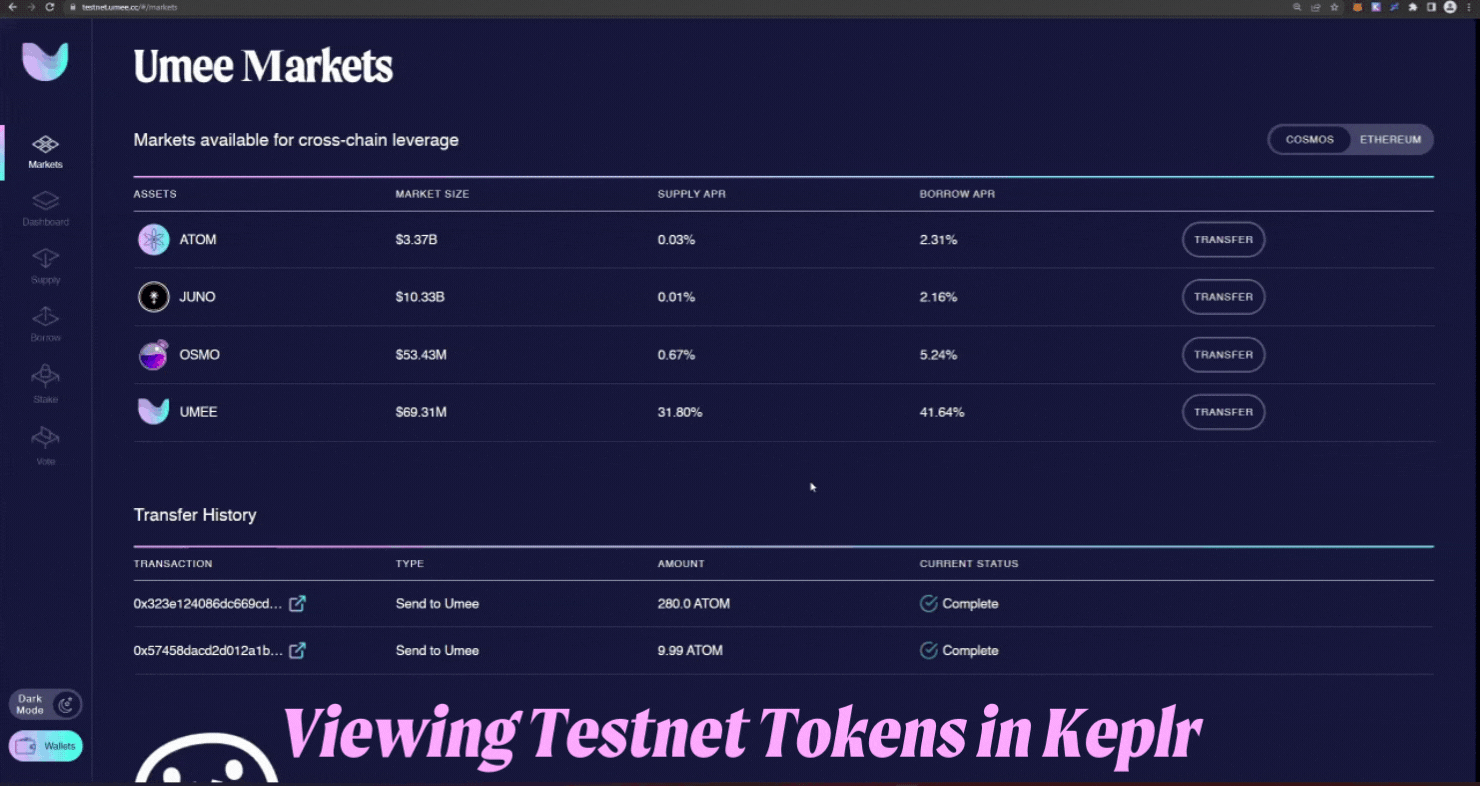 testnet.umee.cc/#/markets
Umee Markets
Markets available for cross-chain leverage
COSMOS ETHEREUM
ASSETS MARKET SIZE SUPPLY APR BORROW APR
ATOM $3.37B 0.03% 2.31% TRANSFER
JUNO $10.33B 0.01% 2.16% TRANSFER
OSMO $53.43M 0.67% 5.24% TRANSFER
UMEE $69.31M 31.80% 41.64% TRANSFER
Markets
Dashboard
Supply
Borrow
Stake
Vote
Transfer History
TRANSACTION TYPE AMOUNT CURRENT STATUS
0x323e124086dc669cd... Send to Umee 280.0 ATOM Complete
0x57458dacd2d012a1b... Send to Umee 9.99 ATOM Complete
Dark
Mode
Wallets
Viewing Testnet Tokens in Keplr